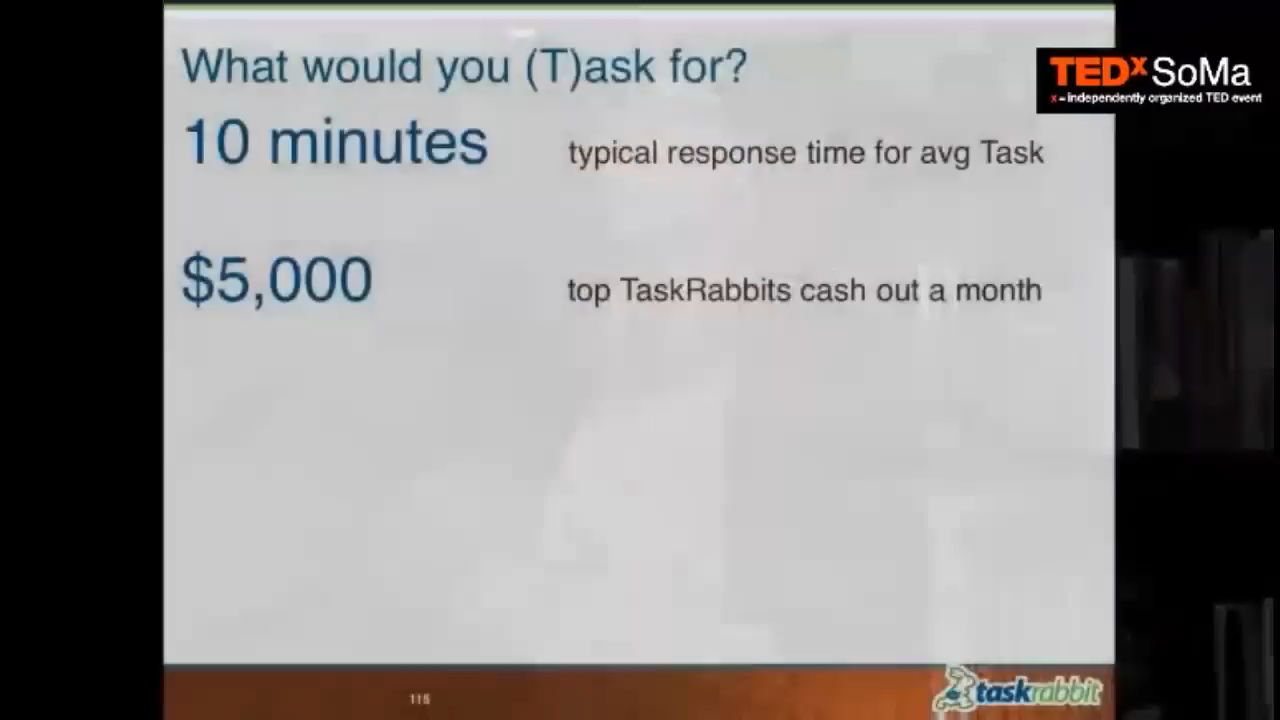 What would you (T)ask for?
TEDxSoMa
x=independently organized TED event
10 minutes
typical response time for avg Task
$5,000
top TaskRabbits cash out a month
115
taskrabbit